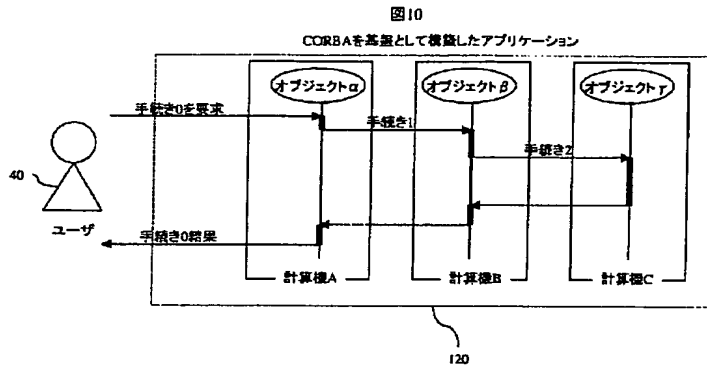 図10
CORBAを基盤として構築したアプリケーション
オブジェクトα
オブジェクトβ
オブジェクトγ
手続き0を要求
手続き1
手続き2
40
ユーザ
手続き0結果
計算機A
計算機B
計算機C
120